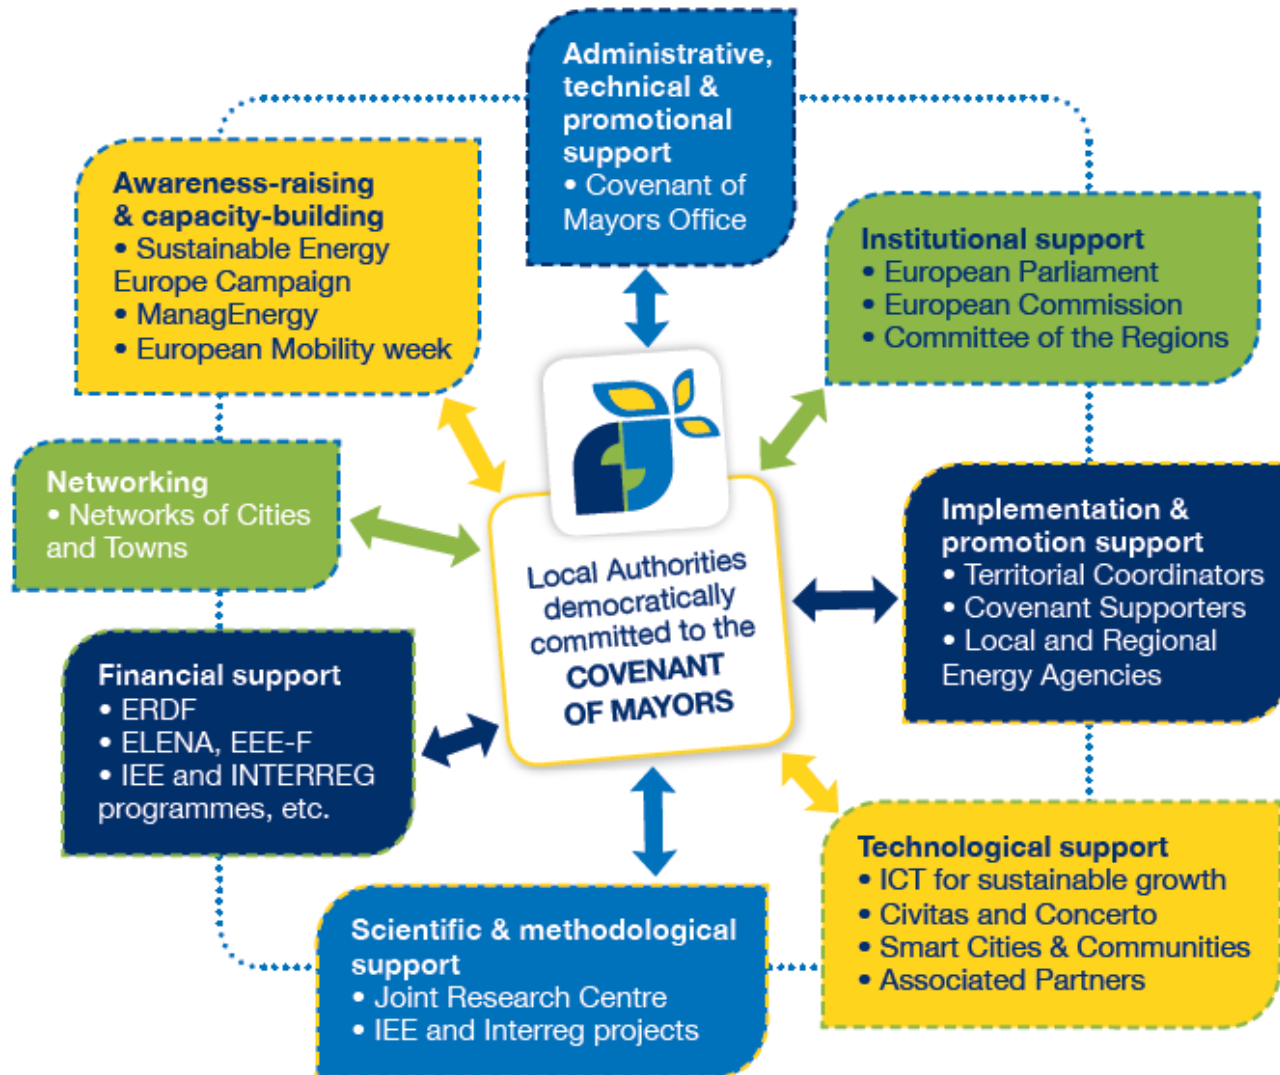 Administrative,
technical &
promotional
support
• Covenant of
Mayors Office
Awareness-raising
& capacity-building
• Sustainable Energy
Europe Campaign
• ManagEnergy
• European Mobility week
Institutional support
• European Parliament
• European Commission
• Committee of the Regions
Networking
• Networks of Cities
and Towns
Local Authorities
democratically
committed to the
COVENANT
OF MAYORS
Implementation &
promotion support
• Territorial Coordinators
• Covenant Supporters
• Local and Regional
Energy Agencies
Financial support
• ERDF
• ELENA, EEE-F
• IEE and INTERREG
programmes, etc.
Technological support
• ICT for sustainable growth
• Civitas and Concerto
• Smart Cities & Communities
• Associated Partners
Scientific & methodological
support
• Joint Research Centre
• IEE and Interreg projects